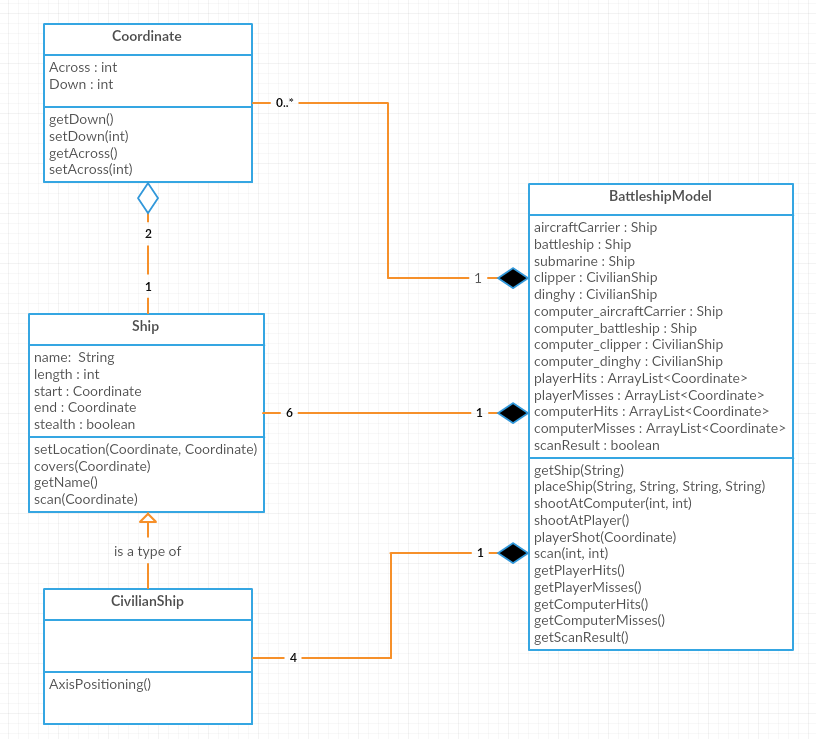 Coordinate
Across : int
Down : int
getDown()
setDown(int)
getAcross()
setAcross(int)
0..*
2
1
Ship
name:  String
length : int
start : Coordinate
end : Coordinate
stealth : boolean
setLocation(Coordinate, Coordinate)
covers(Coordinate)
getName()
scan(Coordinate)
is a type of
CivilianShip
AxisPositioning()
1
6
1
4
1
BattleshipModel
aircraftCarrier : Ship
battleship : Ship
submarine : Ship
clipper : CivilianShip
dinghy : CivilianShip
computer_aircraftCarrier : Ship
computer_battleship : Ship
computer_clipper : CivilianShip
computer_dinghy : CivilianShip
playerHits : ArrayList<Coordinate>
playerMisses : ArrayList<Coordinate>
computerHits : ArrayList<Coordinate>
computerMisses : ArrayList<Coordinate>
scanResult : boolean
getShip(String)
placeShip(String, String, String, String)
shootAtComputer(int, int)
shootAtPlayer()
playerShot(Coordinate)
scan(int, int)
getPlayerHits()
getPlayerMisses()
getComputerHits()
getComputerMisses()
getScanResult()